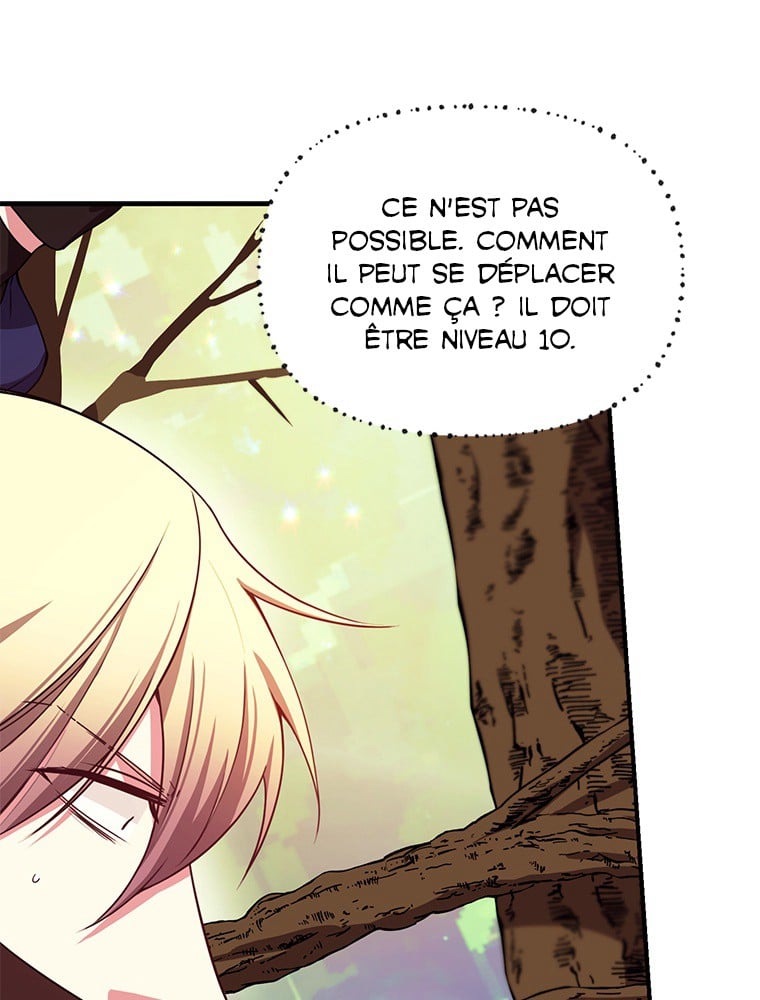 CE N'EST PAS
POSSIBLE. COMMENT
IL PEUT SE DÉPLACER
COMME ÇA ? IL DOIT
ÊTRE NIVEAU 10.